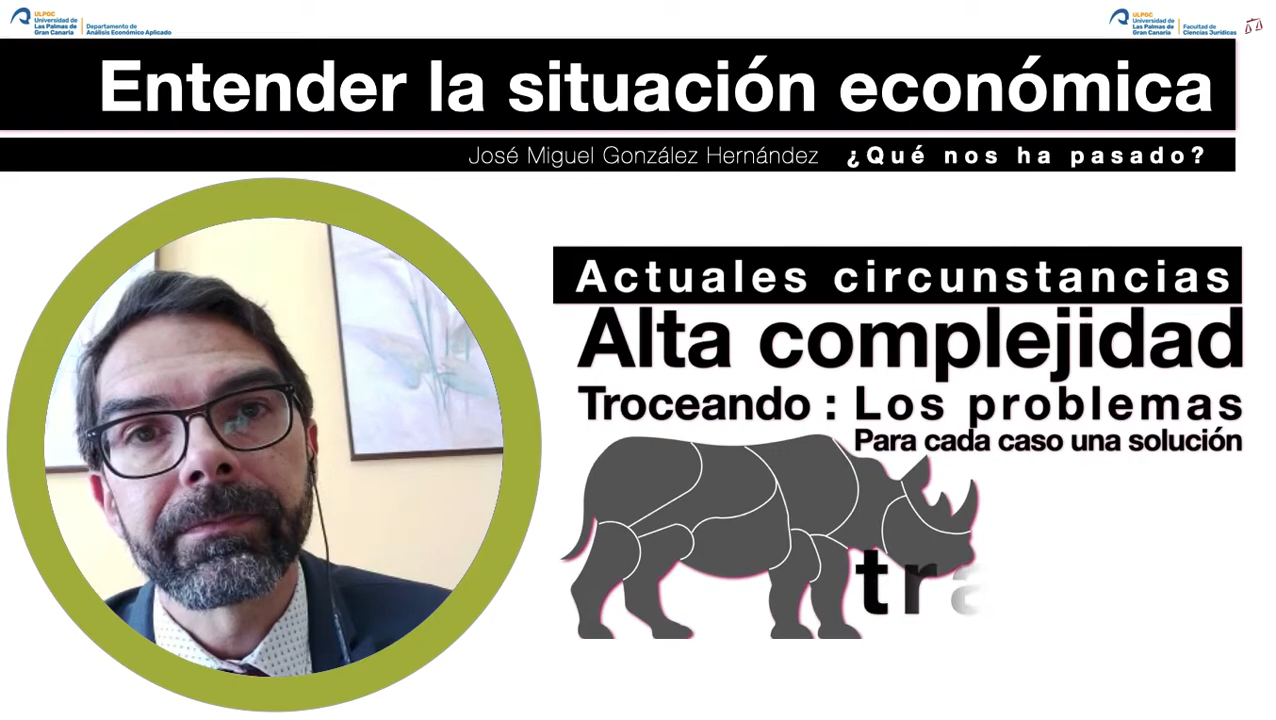 ULPGC
Universidad de
Las Palmas de
Gran Canaria
Departamento de
Análisis Económico Aplicado
ULPGC
Universidad de
Las Palmas de
Gran Canaria
Facultad de
Ciencias Jurídicas
Entender la situación económica
José Miguel González Hernández ¿Qué nos ha pasado?
Actuales circunstancias
Alta complejidad
Troceando : Los problemas
Para cada caso una solución
tra